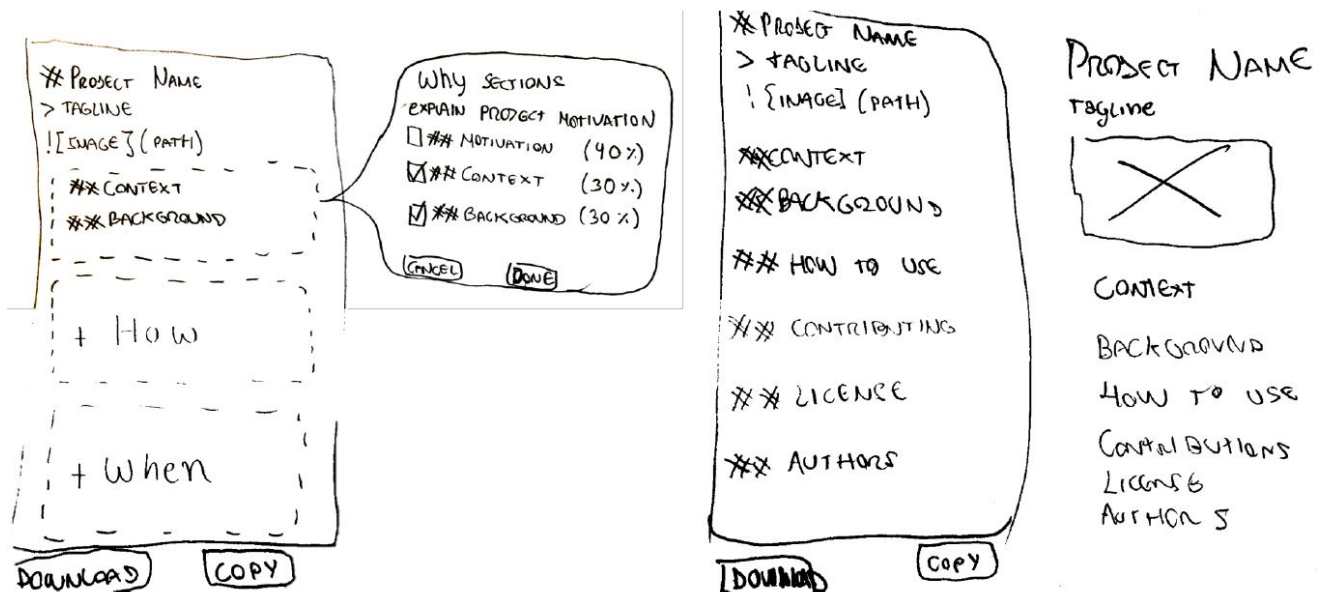 # PROJECT NAME
> TAGLINE
![IMAGE](PATH)
## CONTEXT
## BACKGROUND
+ How
+ When
DOWNLOAD
COPY
Why SECTIONS
EXPLAIN PRODECT MOTIVATION
## MOTIVATION (40%)
## CONTEXT (30%)
## BACKGROUND (30%)
CANCEL
DONE
# PROJECT NAME
> TAGLINE
! [IMAGE] (PATH)
## CONTEXT
## BACKGROUND
## HOW TO USE
## CONTRIBUTING
## LICENSE
## AUTHORS
DOWNLOAD
COPY
PROJECT NAME
Tagline
CONTEXT
BACKGROUND
HOW TO USE
CONTRIBUTIONS
LICENSE
AUTHORS